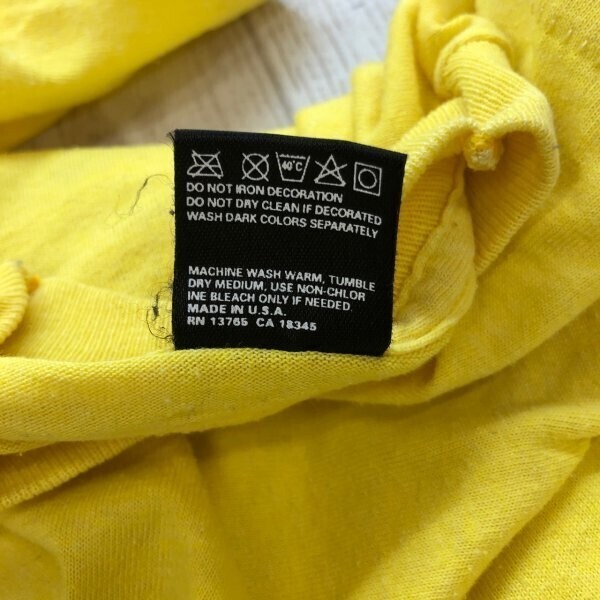 40°C
DO NOT IRON DECORATION
DO NOT DRY CLEAN IF DECORATED
WASH DARK COLORS SEPARATELY
MACHINE WASH WARM, TUMBLE
DRY MEDIUM, USE NON-CHLOR
INE BLEACH ONLY IF NEEDED.
MADE IN U.S.A.
RN 13765 CA 18345